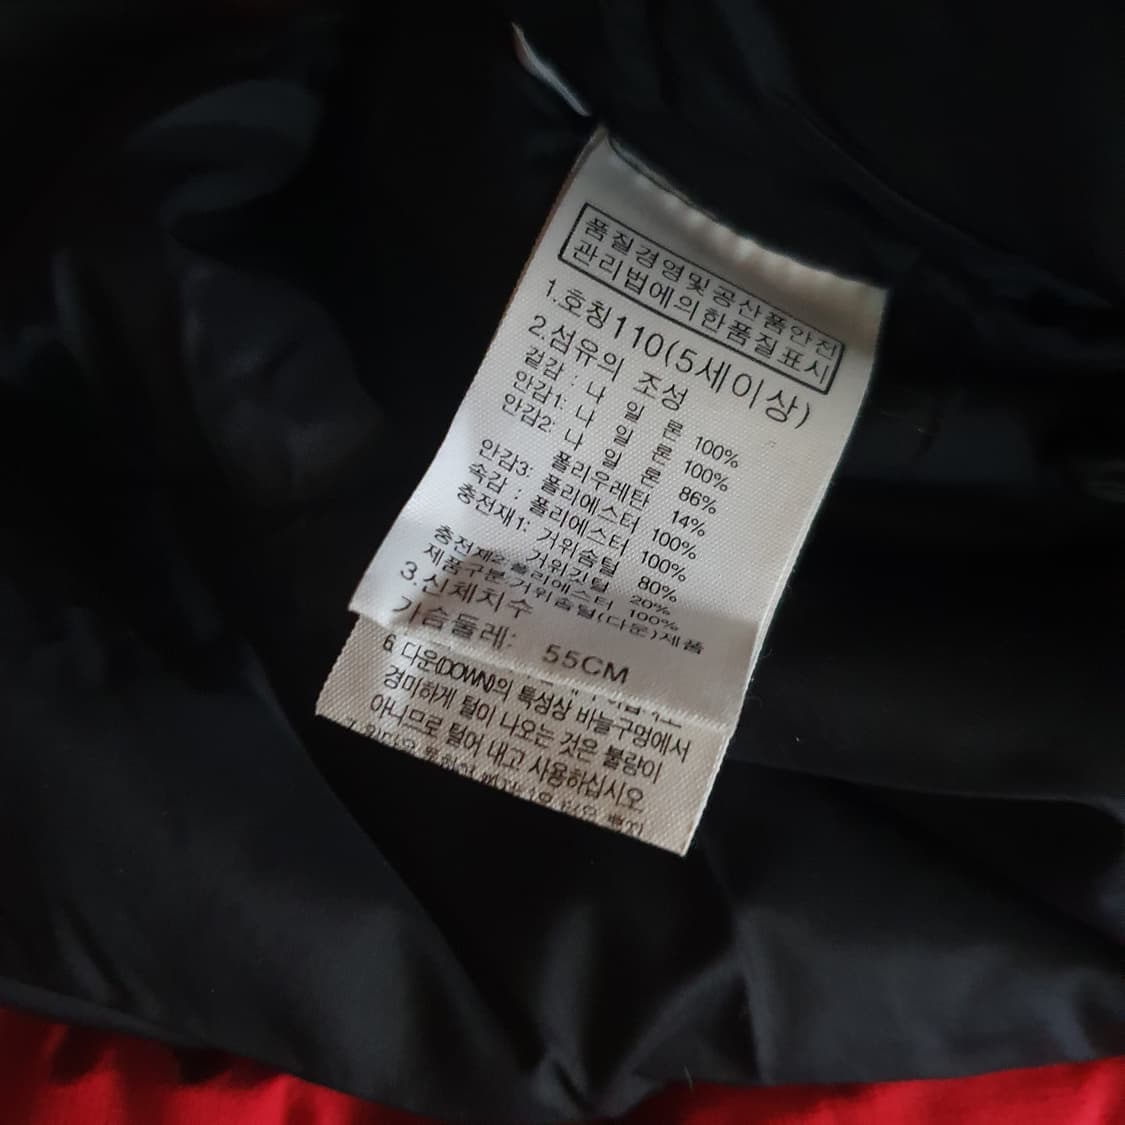 품질경영및공산품안전
관리법에의한품질표시
1.호칭110(5세이상)
2.섬유의 조성
겉감 : 나 일 론 100%
안감1: 나 일 론 100%
안감2: 나 일 론 86%
폴리우레탄 14%
안감3: 폴리에스터 100%
속감 : 폴리에스터 100%
충전재1: 거위솜털 80%
거위깃털 20%
충전재2:폴리에스터 100%
제품구분:거위솜털(다운)제품
3.신체치수
가슴둘레: 55CM
6. 다운(DOWN)의 특성상 바늘구멍에서
경미하게 털이 나오는 것은 불량이
아니므로 털어 내고 사용하십시오